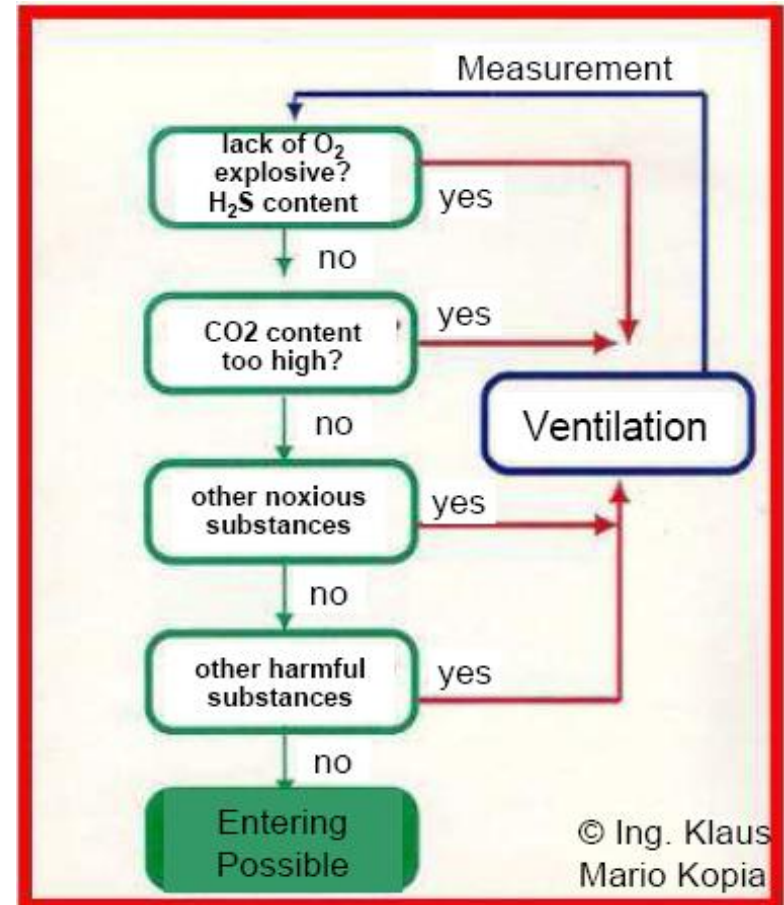 Measurement
lack of O₂
explosive?
H₂S content
yes
no
CO2 content
too high?
yes
no
Ventilation
other noxious
substances
yes
no
other harmful
substances
yes
no
Entering
Possible
© Ing. Klaus
Mario Kopia